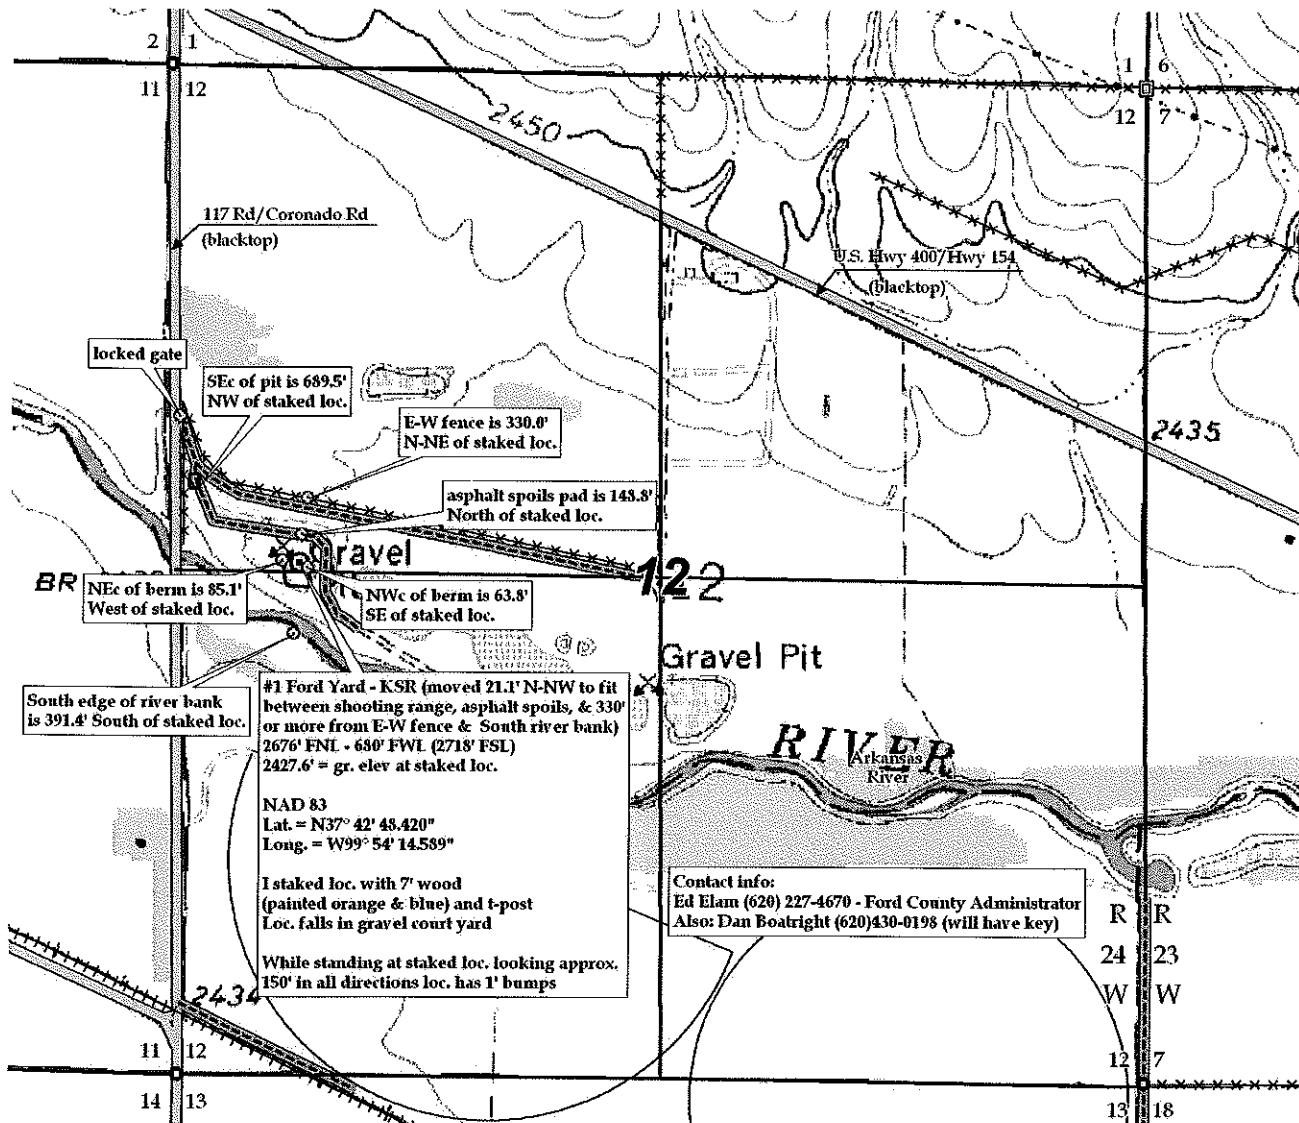 2 1
11 12
1 6
12 7
2450
117 Rd/Coronado Rd
(blacktop)
U.S. Hwy 400/Hwy 154
(blacktop)
locked gate
SEc of pit is 689.5'
NW of staked loc.
E-W fence is 330.0'
N-NE of staked loc.
2435
asphalt spoils pad is 148.8'
North of staked loc.
Gravel
BR
12
NEc of berm is 85.1'
West of staked loc.
NWc of berm is 63.8'
SE of staked loc.
Gravel Pit
South edge of river bank
is 391.4' South of staked loc.
#1 Ford Yard - KSR (moved 21.1' N-NW to fit
between shooting range, asphalt spoils, & 330'
or more from E-W fence & South river bank)
2676' FNL - 680' FWL (2718' FSL)
2427.6' = gr. elev at staked loc.
NAD 83
Lat. = N37° 42' 48.420"
Long. = W99° 54' 14.589"
I staked loc. with 7' wood
(painted orange & blue) and t-post
Loc. falls in gravel court yard
While standing at staked loc. looking approx.
150' in all directions loc. has 1' bumps
RIVER
Arkansas
River
Contact info:
Ed Elam (620) 227-4670 - Ford County Administrator
Also: Dan Boatright (620)430-0198 (will have key)
R R
24 23
W W
2434
11 12
14 13
12 7
13 18